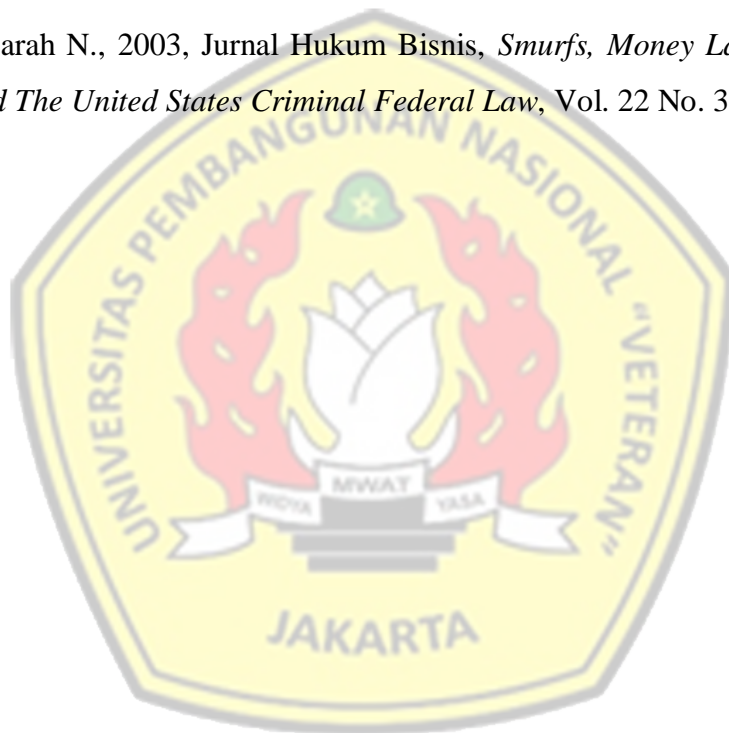 arah N., 2003, Jurnal Hukum Bisnis, Smurfs, Money La
d The United States Criminal Federal Law, Vol. 22 No. 3
UNIVERSITAS PEMBANGUNAN NASIONAL "VETERAN"
WIDYA MWAT YASA
JAKARTA